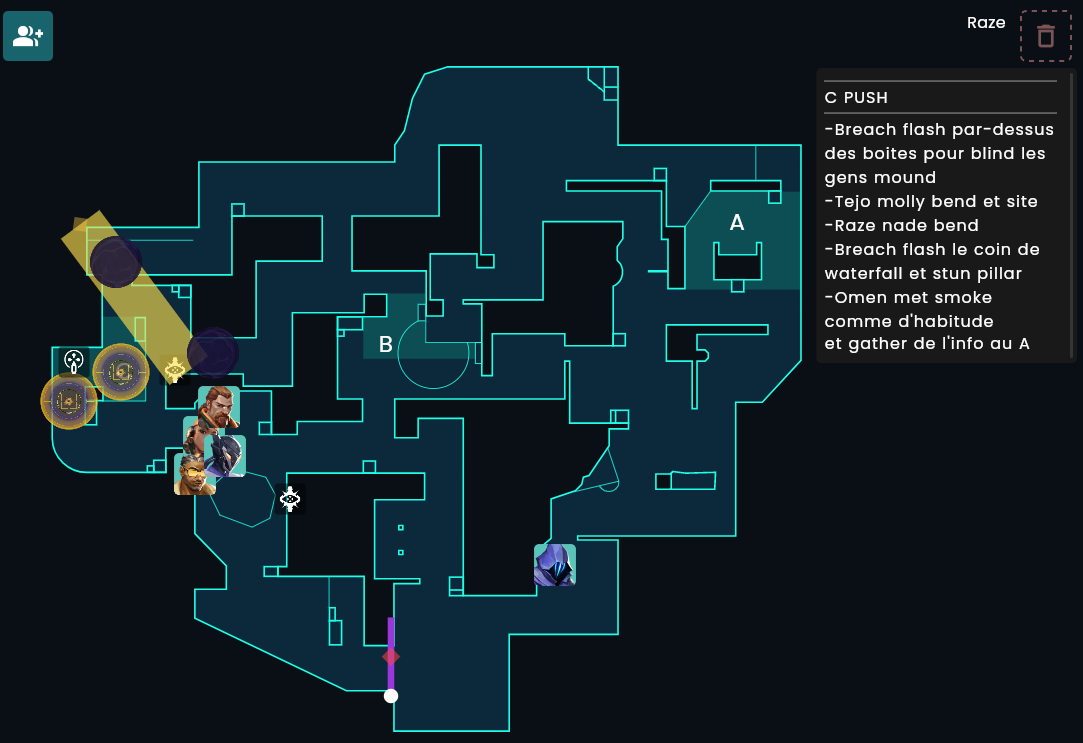 Raze
C PUSH
-Breach flash par-dessus
des boites pour blind les
gens mound
-Tejo molly bend et site
-Raze nade bend
-Breach flash le coin de
waterfall et stun pillar
-Omen met smoke
comme d'habitude
et gather de l'info au A
A
B